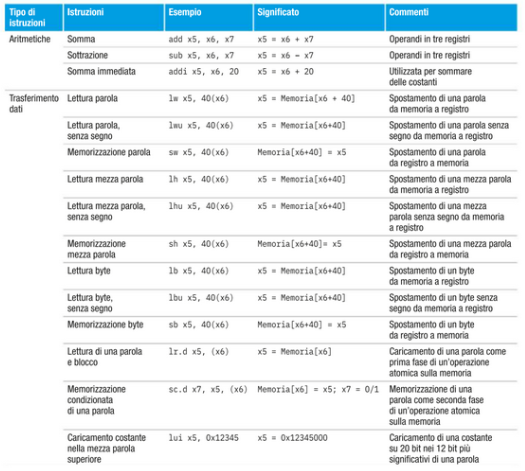 Tipo di istruzioni Istruzioni Esempio Significato Commenti
Aritmetiche Somma add x5, x6, x7 x5 = x6 + x7 Operandi in tre registri
Sottrazione sub x5, x6, x7 x5 = x6 - x7 Operandi in tre registri
Somma immediata addi x5, x6, 20 x5 = x6 + 20 Utilizzata per sommare delle costanti
Trasferimento dati Lettura parola lw x5, 40(x6) x5 = Memoria[x6 + 40] Spostamento di una parola da memoria a registro
Lettura parola, senza segno lwu x5, 40(x6) x5 = Memoria[x6+40] Spostamento di una parola senza segno da memoria a registro
Memorizzazione parola sw x5, 40(x6) Memoria[x6+40] = x5 Spostamento di una parola da registro a memoria
Lettura mezza parola lh x5, 40(x6) x5 = Memoria[x6+40] Spostamento di una mezza parola da memoria a registro
Lettura mezza parola, senza segno lhu x5, 40(x6) x5 = Memoria[x6+40] Spostamento di una mezza parola senza segno da memoria a registro
Memorizzazione mezza parola sh x5, 40(x6) Memoria[x6+40]= x5 Spostamento di una mezza parola da registro a memoria
Lettura byte lb x5, 40(x6) x5 = Memoria[x6+40] Spostamento di un byte da memoria a registro
Lettura byte, senza segno lbu x5, 40(x6) x5 = Memoria[x6+40] Spostamento di un byte senza segno da memoria a registro
Memorizzazione byte sb x5, 40(x6) Memoria[x6+40] = x5 Spostamento di un byte da registro a memoria
Lettura di una parola e blocco lr.d x5, (x6) x5 = Memoria[x6] Caricamento di una parola come prima fase di un'operazione atomica sulla memoria
Memorizzazione condizionata di una parola sc.d x7, x5, (x6) Memoria[x6] = x5; x7 = 0/1 Memorizzazione di una parola come seconda fase di un'operazione atomica sulla memoria
Caricamento costante nella mezza parola superiore lui x5, 0x12345 x5 = 0x12345000 Caricamento di una costante su 20 bit nei 12 bit più significativi di una parola